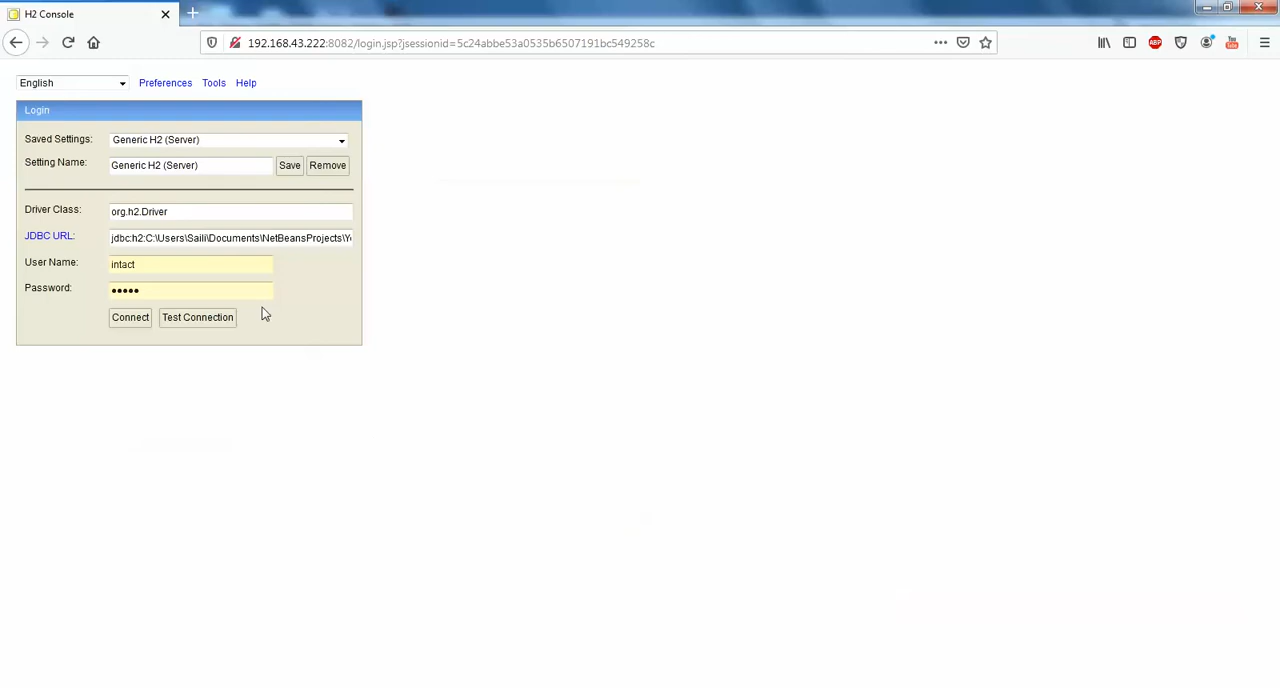 H2 Console
192.168.43.222:8082/login.jsp?jsessionid=5c24abbe53a0535b6507191bc549258c
ABP
You
English Preferences Tools Help
Login
Saved Settings: Generic H2 (Server)
Setting Name: Generic H2 (Server) Save Remove
Driver Class: org.h2.Driver
JDBC URL: jdbc:h2:C:\Users\Saili\Documents\NetBeansProjects\Y
User Name: intact
Password: •••••
Connect Test Connection